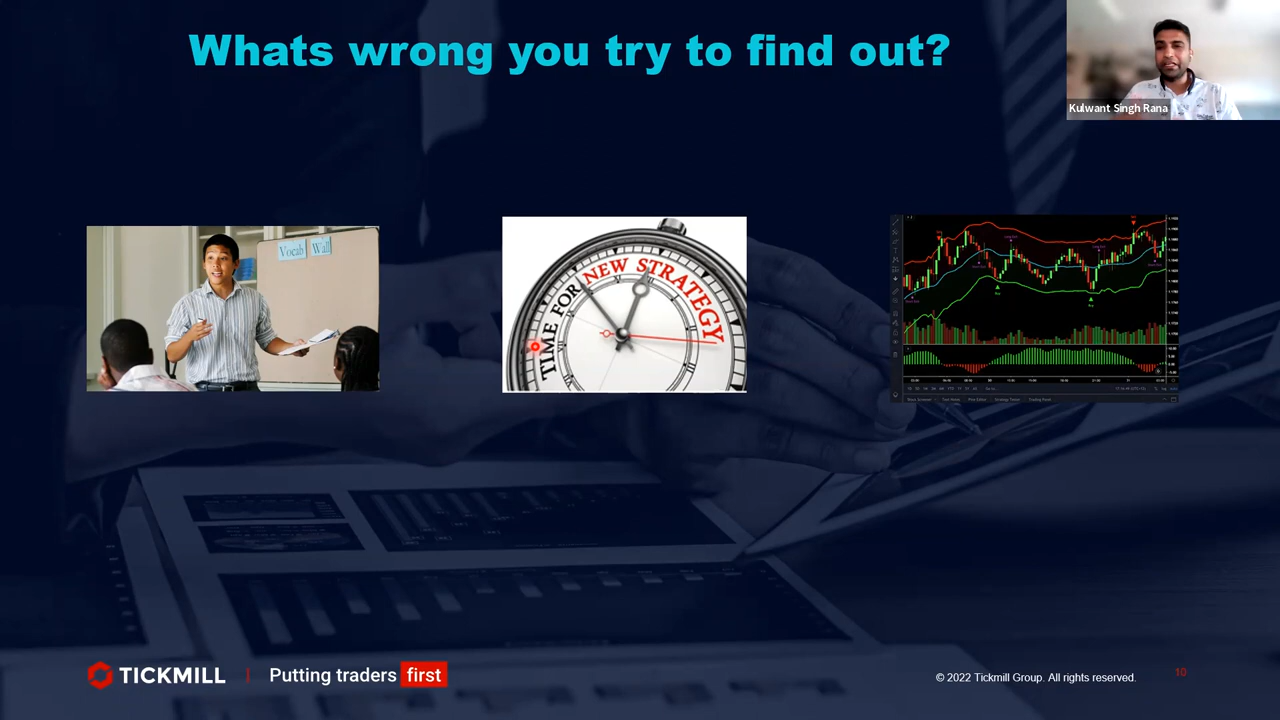 Whats wrong you try to find out?
Kulwant Singh Rana
Vocab Wall
TIME FOR NEW STRATEGY
TICKMILL | Putting traders first
© 2022 Tickmill Group. All rights reserved.
10